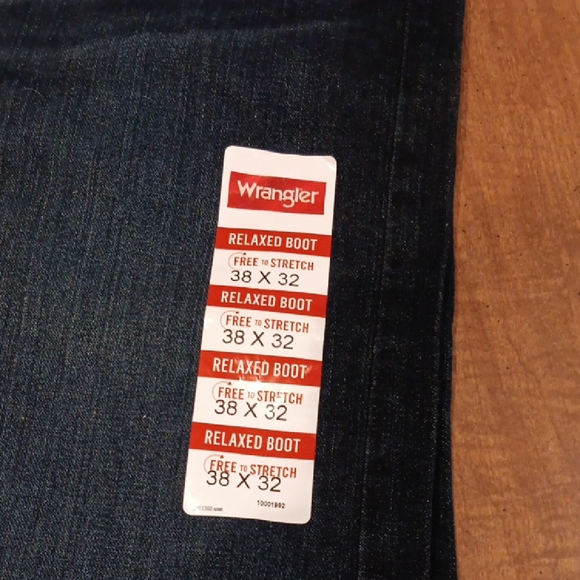 Wrangler
RELAXED BOOT
FREE TO STRETCH
38 X 32
RELAXED BOOT
FREE TO STRETCH
38 X 32
RELAXED BOOT
FREE TO STRETCH
38 X 32
RELAXED BOOT
FREE TO STRETCH
38 X 32
10001992